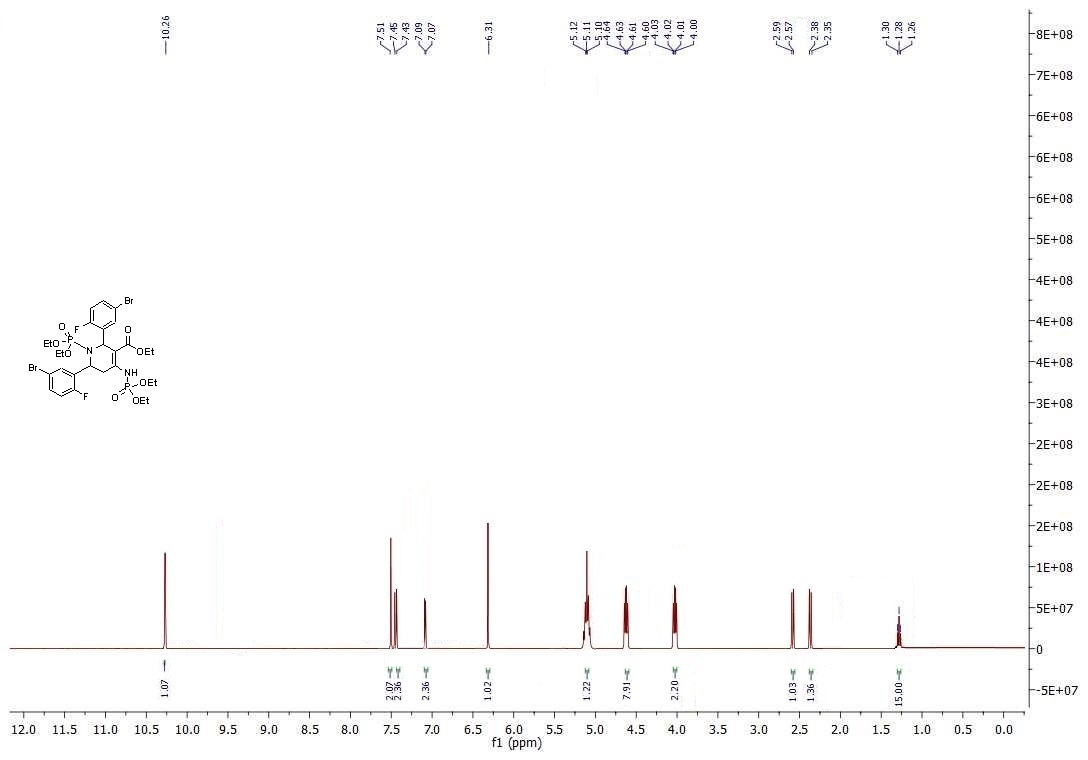 10.26
7.51
7.45
7.43
7.09
7.07
6.31
5.12
5.11
5.10
4.64
4.63
4.61
4.60
4.03
4.02
4.01
4.00
2.59
2.57
2.38
2.35
1.30
1.28
1.26
8E+08
7E+08
6E+08
6E+08
6E+08
5E+08
4E+08
4E+08
4E+08
3E+08
2E+08
2E+08
2E+08
1E+08
5E+07
0
-5E+07
Br
O F O
EtO P N OEt
EtO
Br NH
P OEt
F O OEt
1.07
2.07
2.36
2.36
1.02
1.22
7.91
2.20
1.03
1.36
15.00
12.0 11.5 11.0 10.5 10.0 9.5 9.0 8.5 8.0 7.5 7.0 6.5 6.0 5.5 5.0 4.5 4.0 3.5 3.0 2.5 2.0 1.5 1.0 0.5 0.0
f1 (ppm)